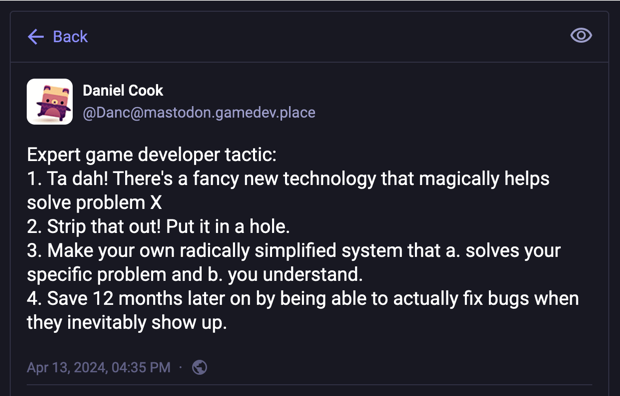 Back
Daniel Cook
@Danc@mastodon.gamedev.place
Expert game developer tactic:
1. Ta dah! There's a fancy new technology that magically helps
solve problem X
2. Strip that out! Put it in a hole.
3. Make your own radically simplified system that a. solves your
specific problem and b. you understand.
4. Save 12 months later on by being able to actually fix bugs when
they inevitably show up.
Apr 13, 2024, 04:35 PM ·